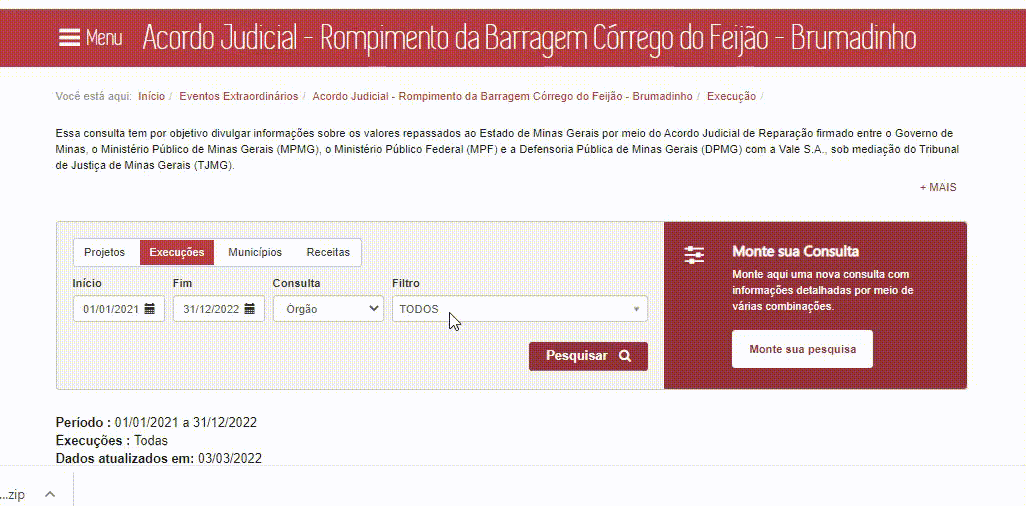 Menu Acordo Judicial - Rompimento da Barragem Córrego do Feijão - Brumadinho
Você está aqui: Início / Eventos Extraordinários / Acordo Judicial - Rompimento da Barragem Córrego do Feijão - Brumadinho / Execução /
Essa consulta tem por objetivo divulgar informações sobre os valores repassados ao Estado de Minas Gerais por meio do Acordo Judicial de Reparação firmado entre o Governo de
Minas, o Ministério Público de Minas Gerais (MPMG), o Ministério Público Federal (MPF) e a Defensoria Pública de Minas Gerais (DPMG) com a Vale S.A., sob mediação do Tribunal
de Justiça de Minas Gerais (TJMG).
+ MAIS
Projetos Execuções Municípios Receitas
Início Fim Consulta Filtro
01/01/2021 31/12/2022 Órgão TODOS
Pesquisar
Monte sua Consulta
Monte aqui uma nova consulta com
informações detalhadas por meio de
várias combinações.
Monte sua pesquisa
Período : 01/01/2021 a 31/12/2022
Execuções : Todas
Dados atualizados em: 03/03/2022
...zip